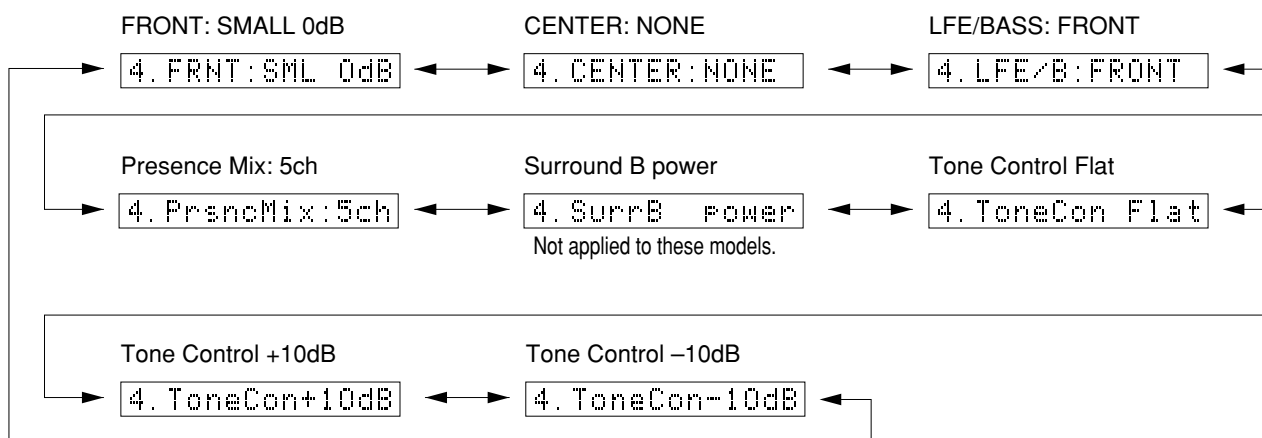 FRONT: SMALL 0dB CENTER: NONE LFE/BASS: FRONT
4. FRNT:SML 0dB 4. CENTER:NONE 4. LFE/B:FRONT
Presence Mix: 5ch Surround B power Tone Control Flat
4. PrsncMix:5ch 4. SurrB power 4. ToneCon Flat
Not applied to these models.
Tone Control +10dB Tone Control –10dB
4. ToneCon+10dB 4. ToneCon-10dB